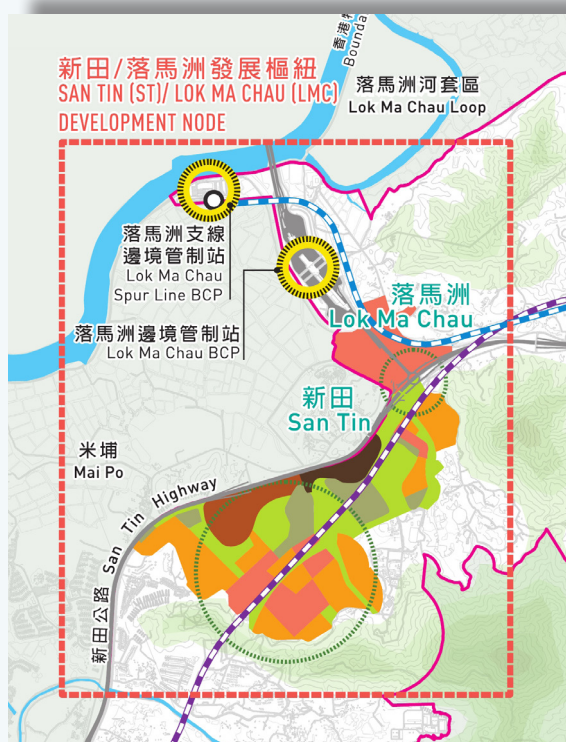 香港特
Bounda
新田/落馬洲發展樞紐
SAN TIN (ST)/ LOK MA CHAU (LMC)
DEVELOPMENT NODE
落馬洲河套區
Lok Ma Chau Loop
落馬洲支線
邊境管制站
Lok Ma Chau
Spur Line BCP
落馬洲邊境管制站
Lok Ma Chau BCP
落馬洲
Lok Ma Chau
新田
San Tin
米埔
Mai Po
新田公路 San Tin Highway